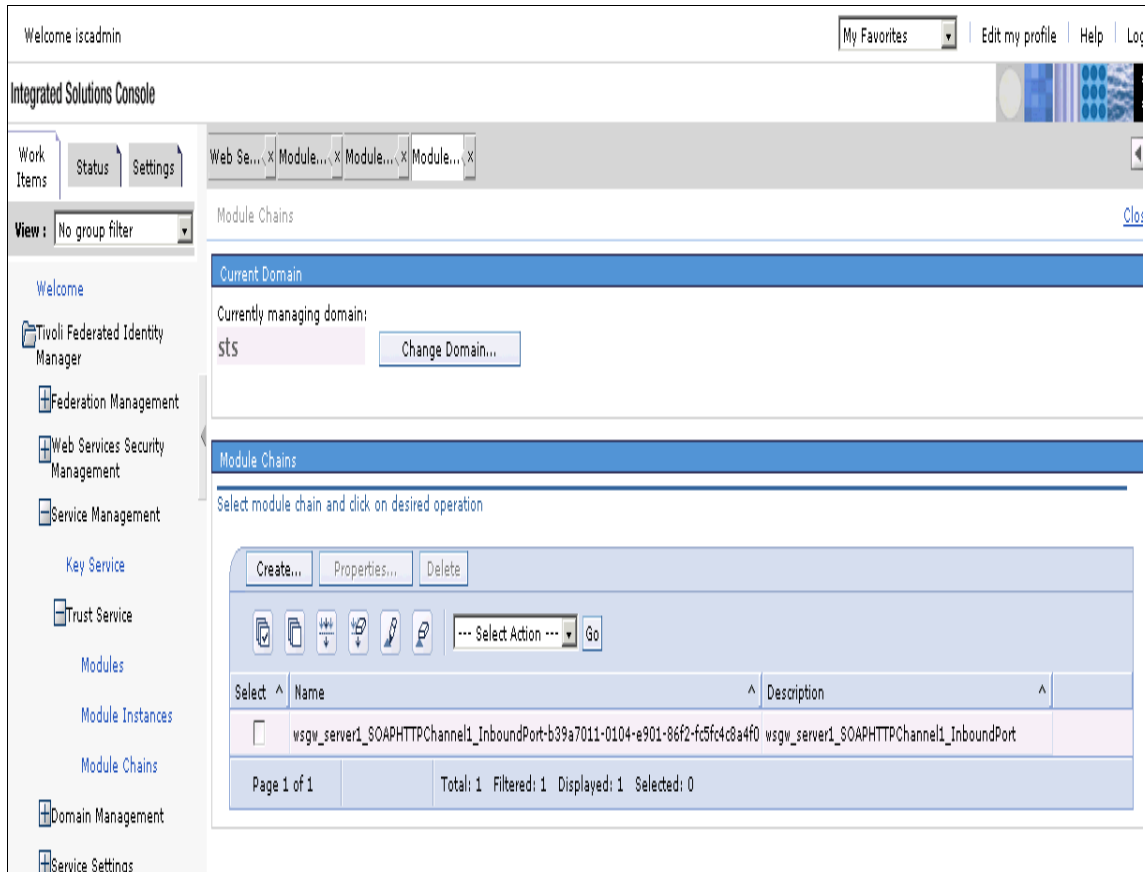 Welcome iscadmin
My Favorites
Edit my profile
Help
Log
Integrated Solutions Console
Work Items
Status
Settings
Web Se... X
Module... X
Module... X
Module... X
View : No group filter
Module Chains
Clos
Welcome
Tivoli Federated Identity
Manager
Federation Management
Web Services Security
Management
Service Management
Key Service
Trust Service
Modules
Module Instances
Module Chains
Domain Management
Service Settings
Current Domain
Currently managing domain:
sts
Change Domain...
Module Chains
Select module chain and click on desired operation
Create...
Properties...
Delete
--- Select Action ---
Go
Select ^ Name ^ Description ^
wsgw_server1_SOAPHTTPChannel1_InboundPort-b39a7011-0104-e901-86f2-fc5fc4c8a4f0 wsgw_server1_SOAPHTTPChannel1_InboundPort
Page 1 of 1 Total: 1 Filtered: 1 Displayed: 1 Selected: 0